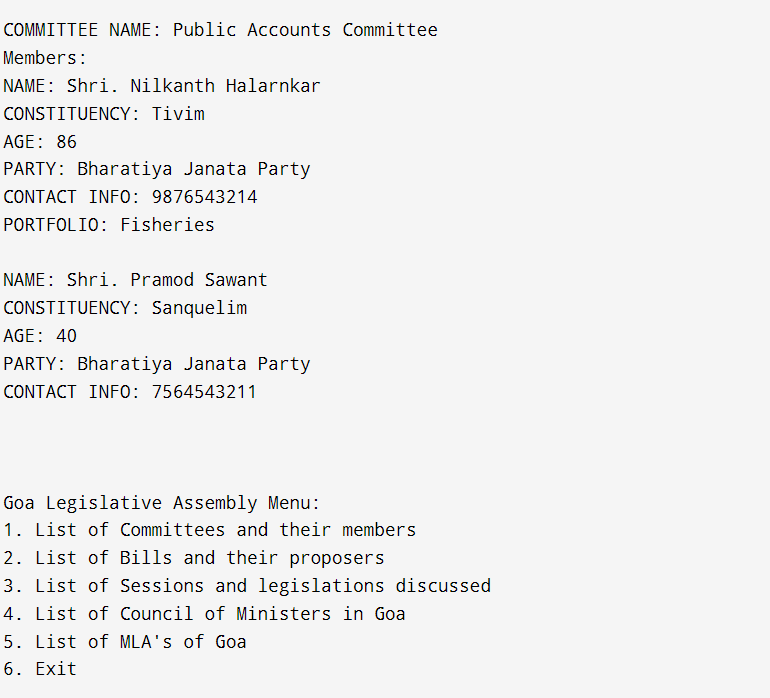 COMMITTEE NAME: Public Accounts Committee
Members:
NAME: Shri. Nilkanth Halarnkar
CONSTITUENCY: Tivim
AGE: 86
PARTY: Bharatiya Janata Party
CONTACT INFO: 9876543214
PORTFOLIO: Fisheries
NAME: Shri. Pramod Sawant
CONSTITUENCY: Sanquelim
AGE: 40
PARTY: Bharatiya Janata Party
CONTACT INFO: 7564543211
Goa Legislative Assembly Menu:
1. List of Committees and their members
2. List of Bills and their proposers
3. List of Sessions and legislations discussed
4. List of Council of Ministers in Goa
5. List of MLA's of Goa
6. Exit